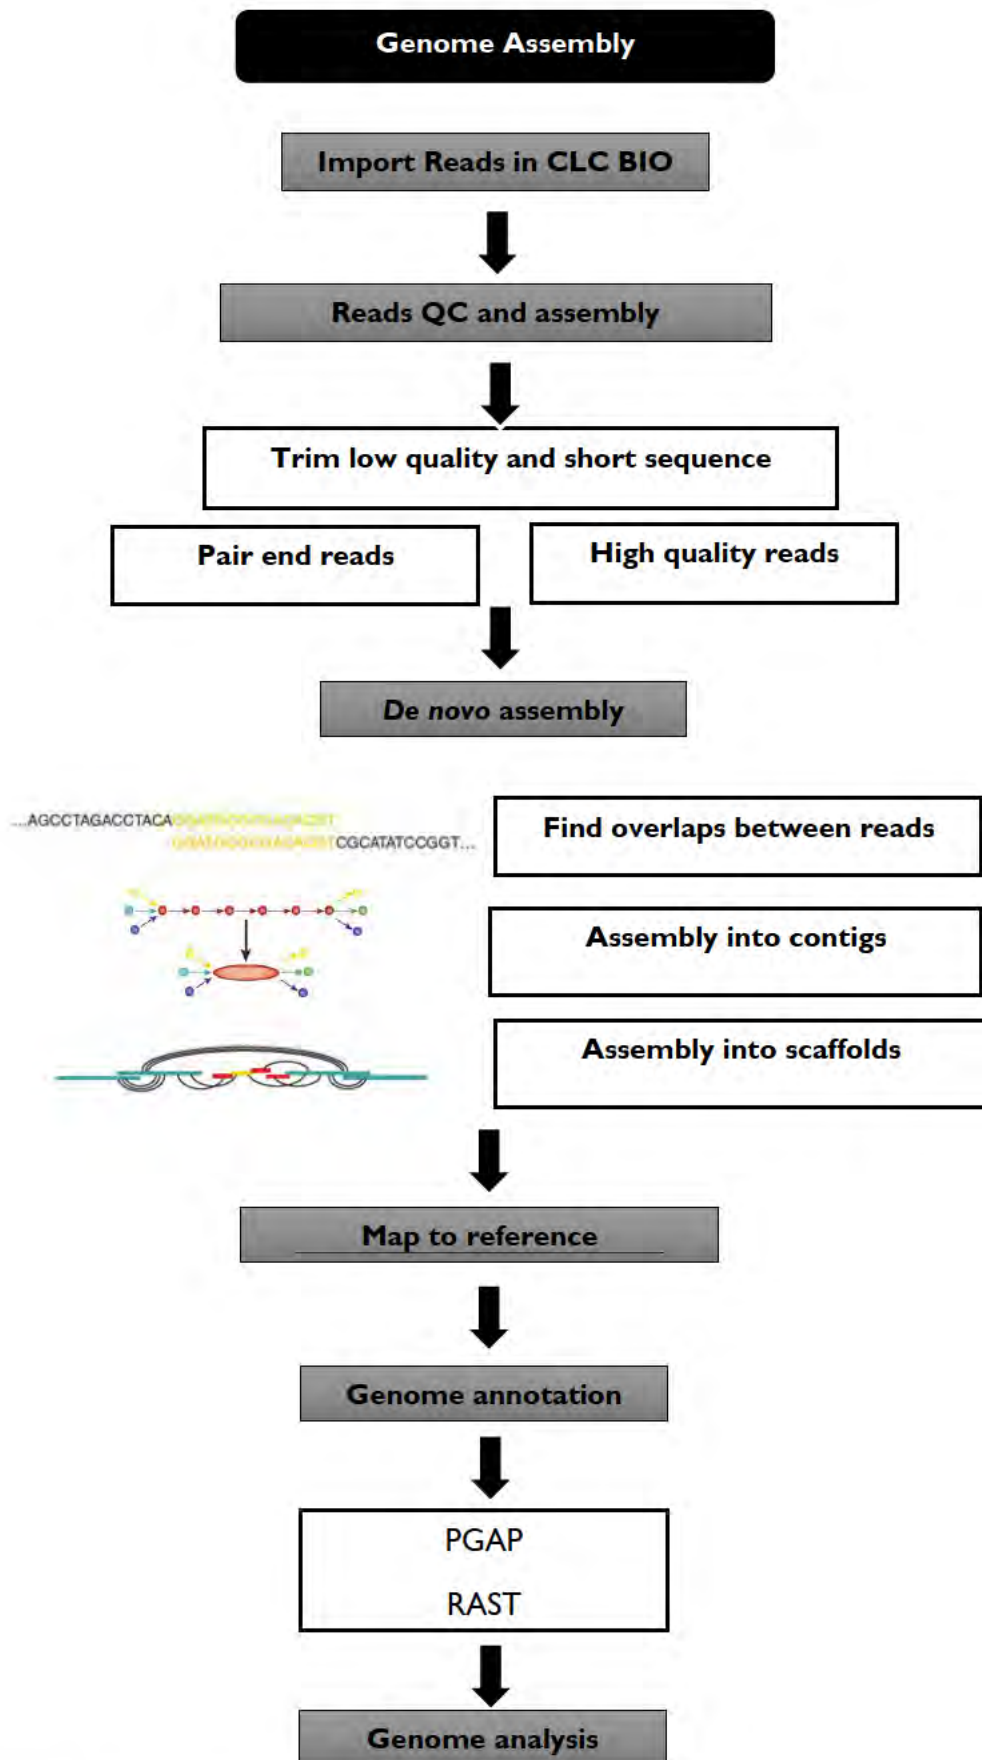 Genome Assembly
Import Reads in CLC BIO
Reads QC and assembly
Trim low quality and short sequence
Pair end reads
High quality reads
De novo assembly
...AGCCTAGACCTACA
CGCATATCCGGT...
Find overlaps between reads
Assembly into contigs
Assembly into scaffolds
Map to reference
Genome annotation
PGAP
RAST
Genome analysis